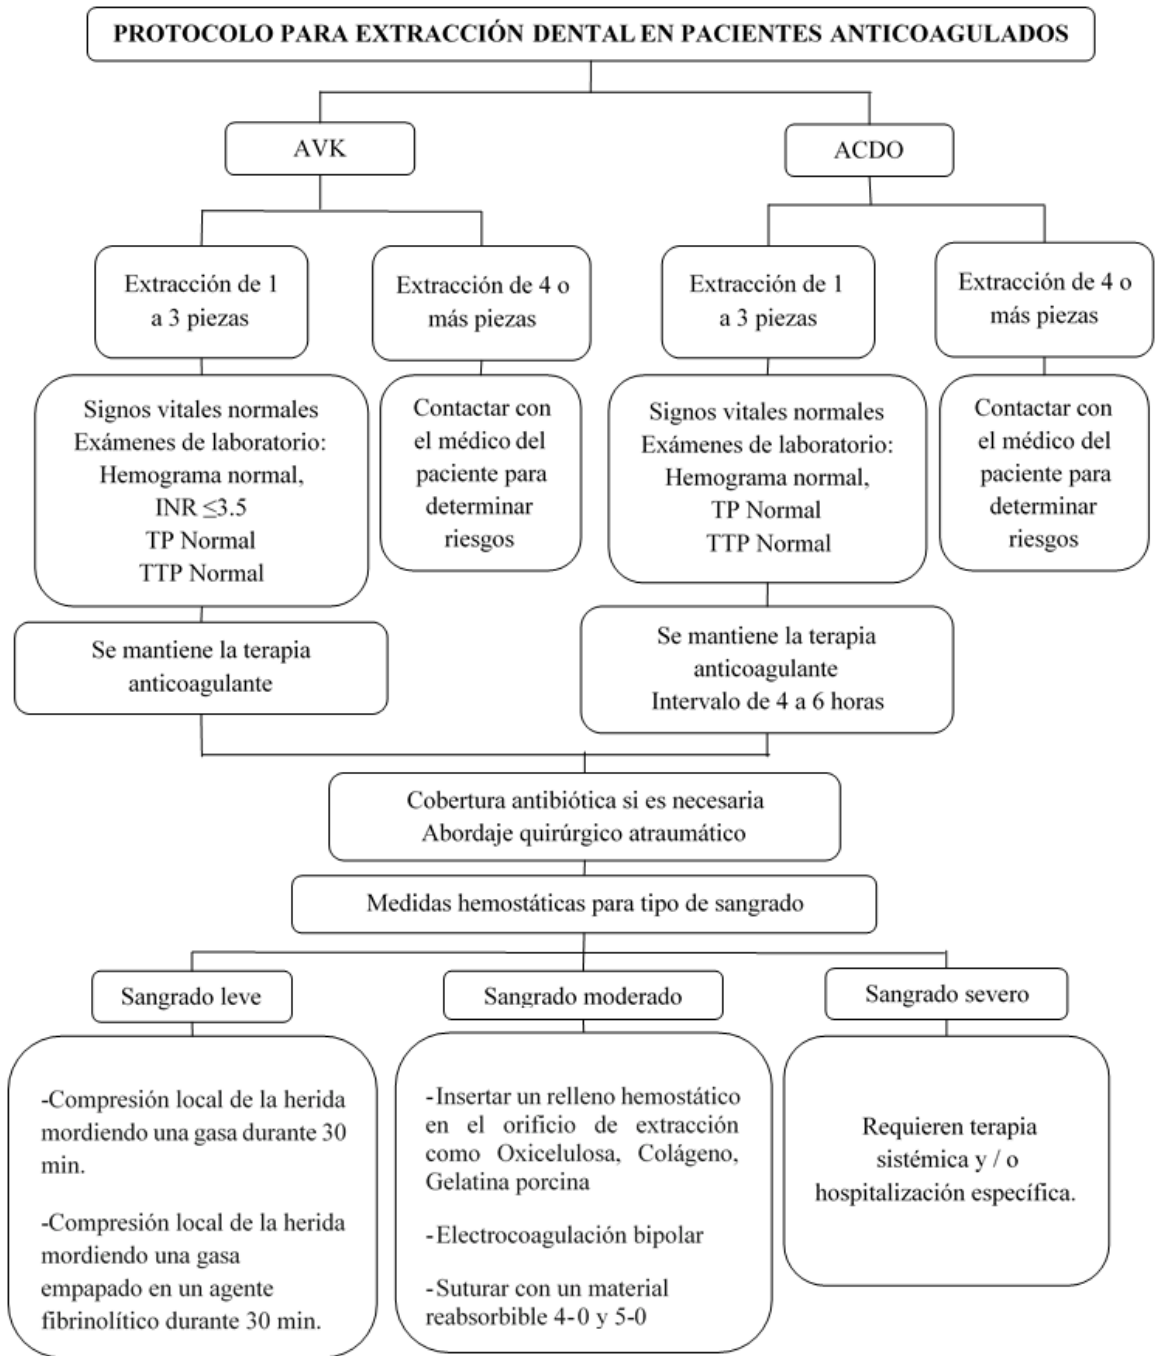 PROTOCOLO PARA EXTRACCIÓN DENTAL EN PACIENTES ANTICOAGULADOS
AVK
ACDO
Extracción de 1
a 3 piezas
Extracción de 4 o
más piezas
Extracción de 1
a 3 piezas
Extracción de 4 o
más piezas
Signos vitales normales
Exámenes de laboratorio:
Hemograma normal,
INR ≤3.5
TP Normal
TTP Normal
Contactar con
el médico del
paciente para
determinar
riesgos
Signos vitales normales
Exámenes de laboratorio:
Hemograma normal,
TP Normal
TTP Normal
Contactar con
el médico del
paciente para
determinar
riesgos
Se mantiene la terapia
anticoagulante
Se mantiene la terapia
anticoagulante
Intervalo de 4 a 6 horas
Cobertura antibiótica si es necesaria
Abordaje quirúrgico atraumático
Medidas hemostáticas para tipo de sangrado
Sangrado leve
Sangrado moderado
Sangrado severo
-Compresión local de la herida
mordiendo una gasa durante 30
min.
-Compresión local de la herida
mordiendo una gasa
empapado en un agente
fibrinolítico durante 30 min.
-Insertar un relleno hemostático
en el orificio de extracción
como Oxicelulosa, Colágeno,
Gelatina porcina
-Electrocoagulación bipolar
-Suturar con un material
reabsorbible 4-0 y 5-0
Requieren terapia
sistémica y / o
hospitalización específica.